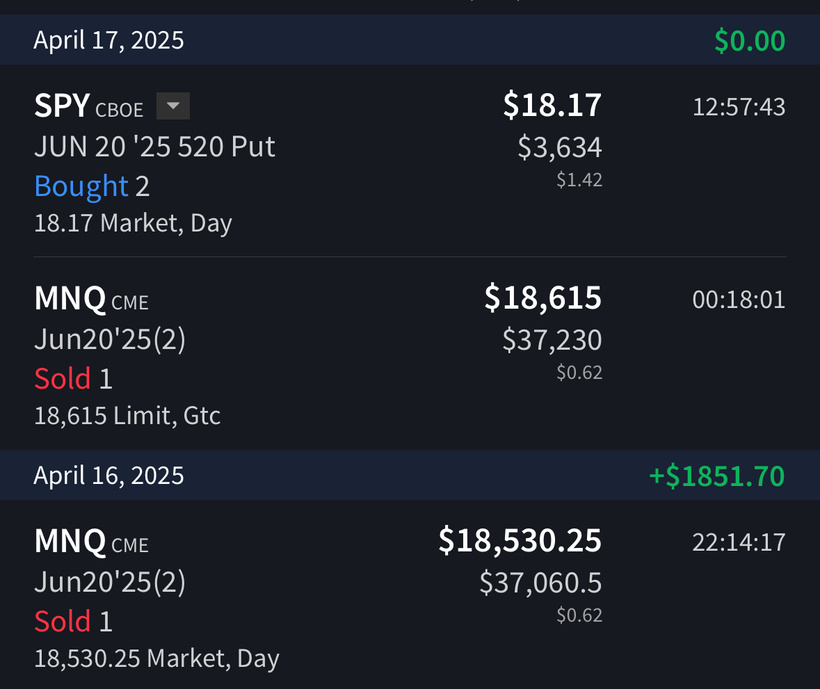 April 17, 2025 $0.00
SPY CBOE $18.17 12:57:43
JUN 20 '25 520 Put $3,634
Bought 2 $1.42
18.17 Market, Day
MNQ CME $18,615 00:18:01
Jun20'25(2) $37,230
Sold 1 $0.62
18,615 Limit, Gtc
April 16, 2025 +$1851.70
MNQ CME $18,530.25 22:14:17
Jun20'25(2) $37,060.5
Sold 1 $0.62
18,530.25 Market, Day